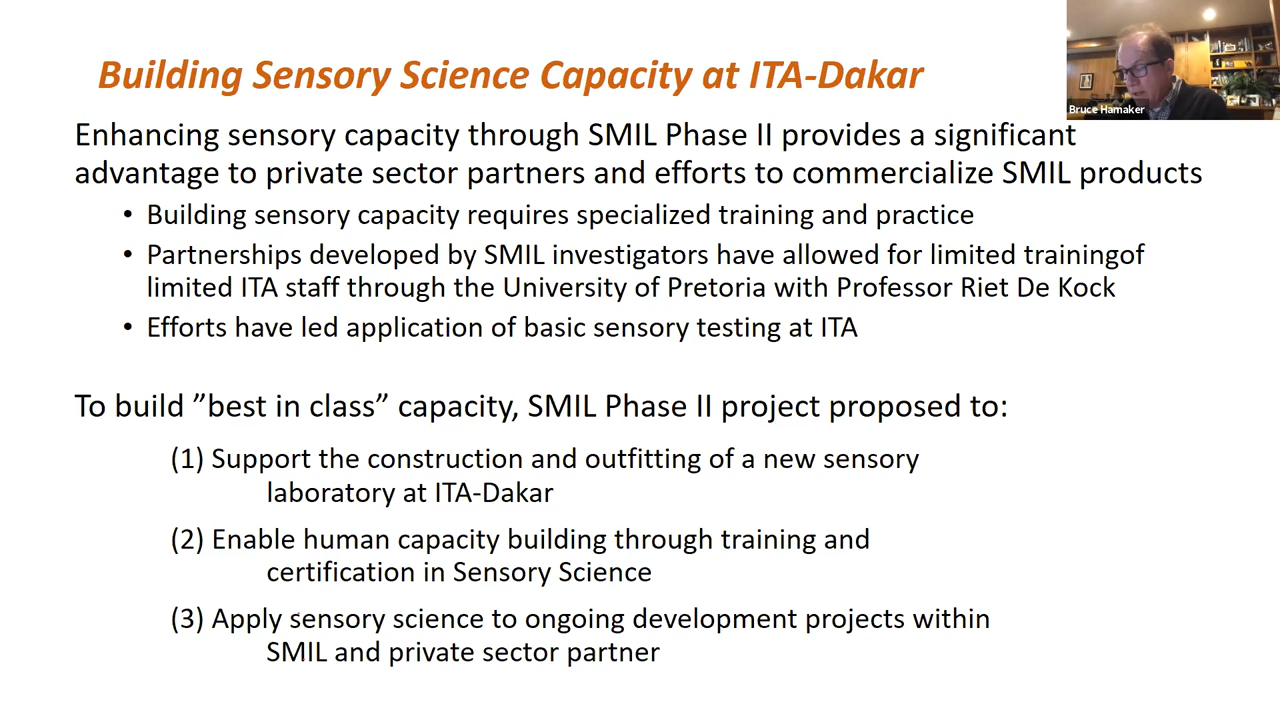 Building Sensory Science Capacity at ITA-Dakar
Bruce Hamaker
Enhancing sensory capacity through SMIL Phase II provides a significant
advantage to private sector partners and efforts to commercialize SMIL products
• Building sensory capacity requires specialized training and practice
• Partnerships developed by SMIL investigators have allowed for limited trainingof
limited ITA staff through the University of Pretoria with Professor Riet De Kock
• Efforts have led application of basic sensory testing at ITA
To build ”best in class” capacity, SMIL Phase II project proposed to:
(1) Support the construction and outfitting of a new sensory
laboratory at ITA-Dakar
(2) Enable human capacity building through training and
certification in Sensory Science
(3) Apply sensory science to ongoing development projects within
SMIL and private sector partner